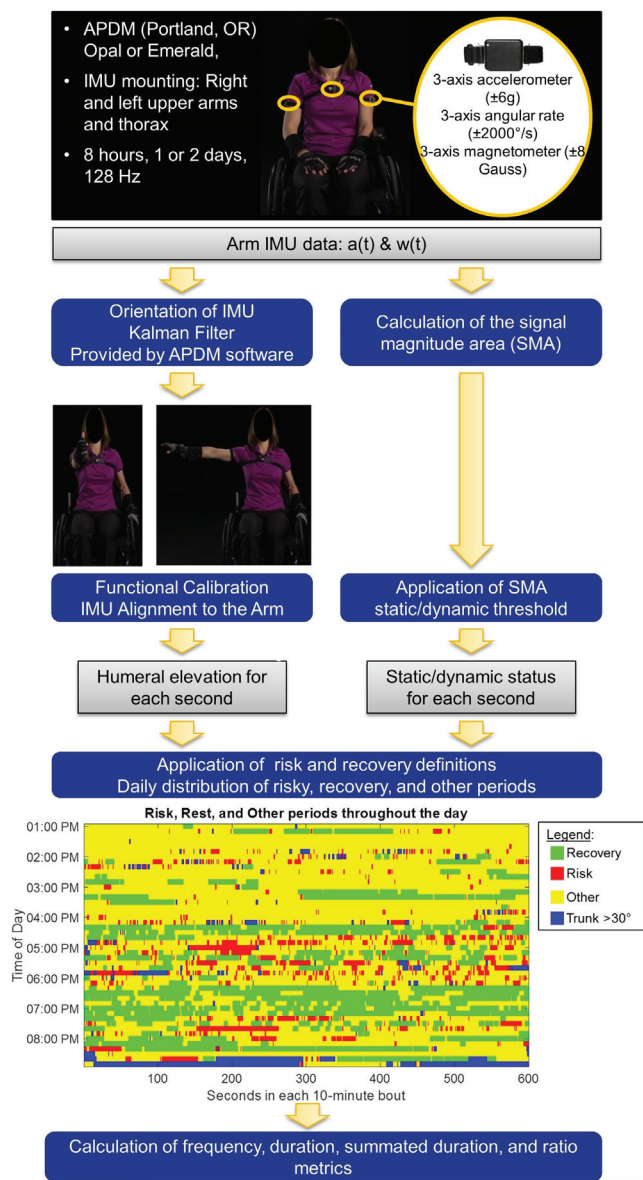 • APDM (Portland, OR)
Opal or Emerald,
• IMU mounting: Right
and left upper arms
and thorax
• 8 hours, 1 or 2 days,
128 Hz
3-axis accelerometer
(±6g)
3-axis angular rate
(±2000°/s)
3-axis magnetometer (±8
Gauss)
Arm IMU data: a(t) & w(t)
Orientation of IMU
Kalman Filter
Provided by APDM software
Calculation of the signal
magnitude area (SMA)
Functional Calibration
IMU Alignment to the Arm
Application of SMA
static/dynamic threshold
Humeral elevation for
each second
Static/dynamic status
for each second
Application of risk and recovery definitions
Daily distribution of risky, recovery, and other periods
Risk, Rest, and Other periods throughout the day
01:00 PM
02:00 PM
03:00 PM
04:00 PM
05:00 PM
06:00 PM
07:00 PM
08:00 PM
Time of Day
100 200 300 400 500 600
Seconds in each 10-minute bout
Legend:
Recovery
Risk
Other
Trunk >30°
Calculation of frequency, duration, summated duration, and ratio
metrics